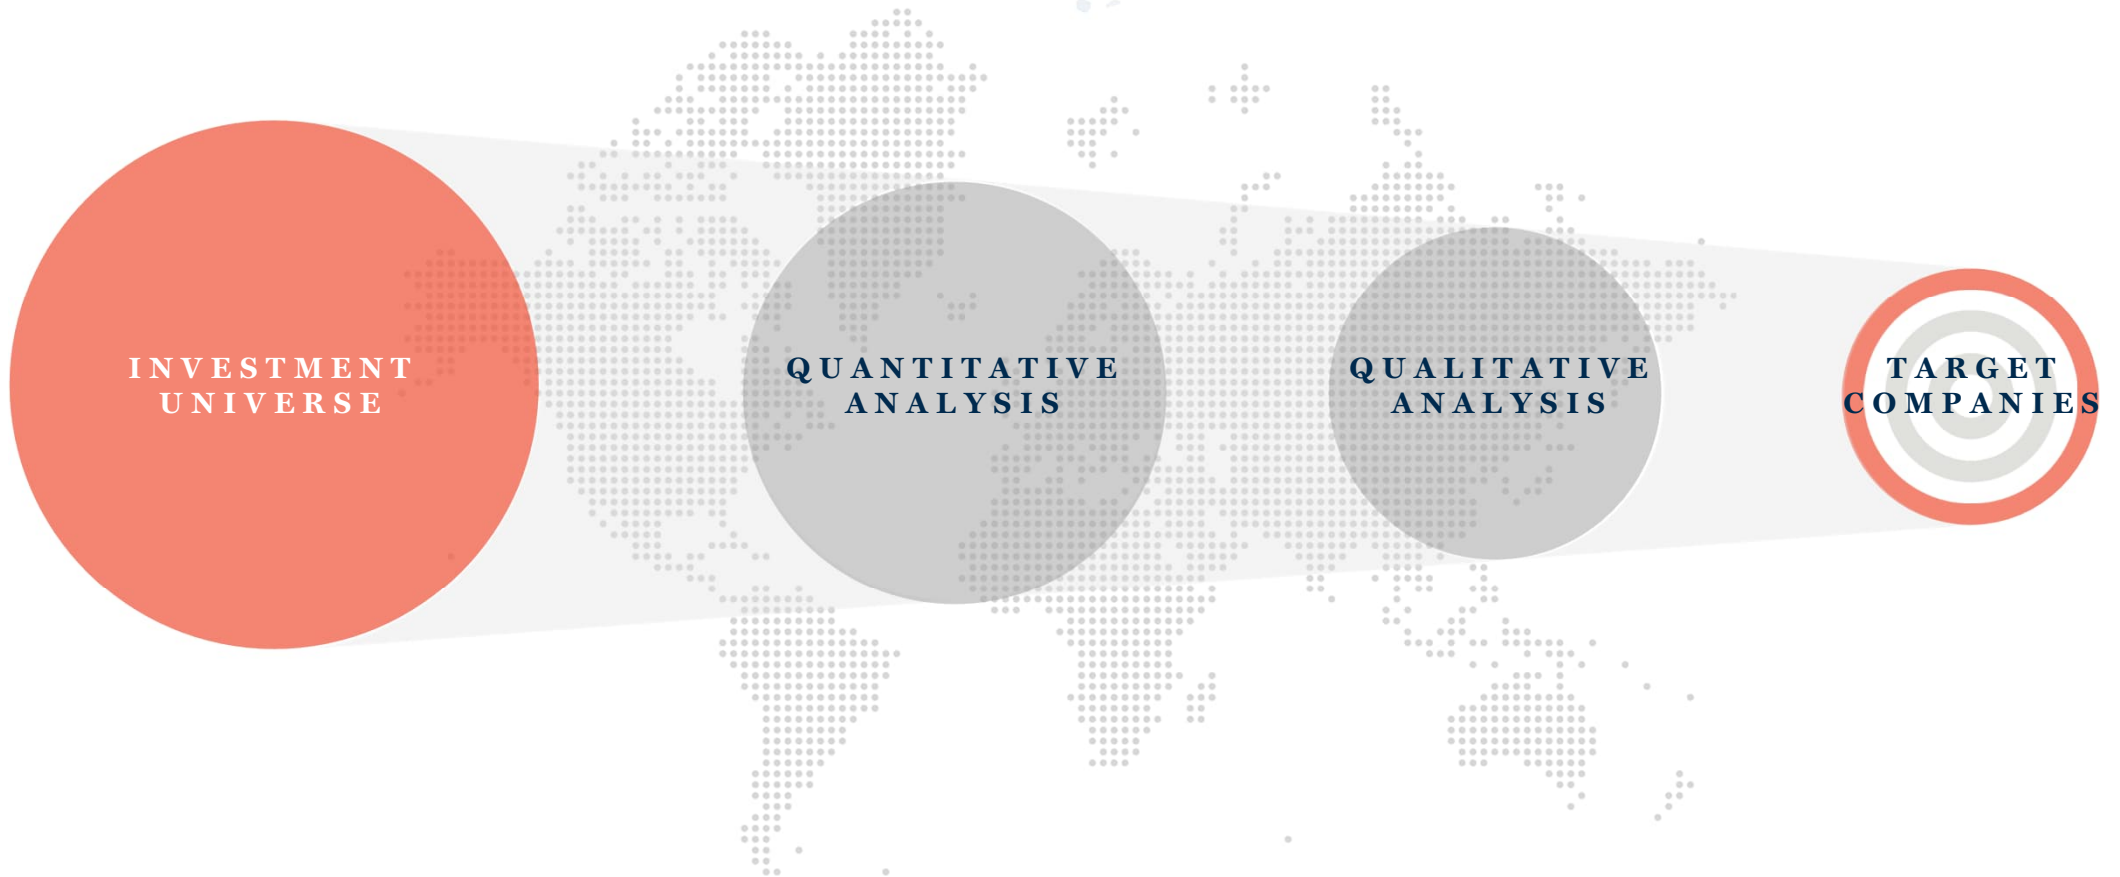 INVESTMENT
UNIVERSE
QUANTITATIVE
ANALYSIS
QUALITATIVE
ANALYSIS
TARGET
COMPANIES